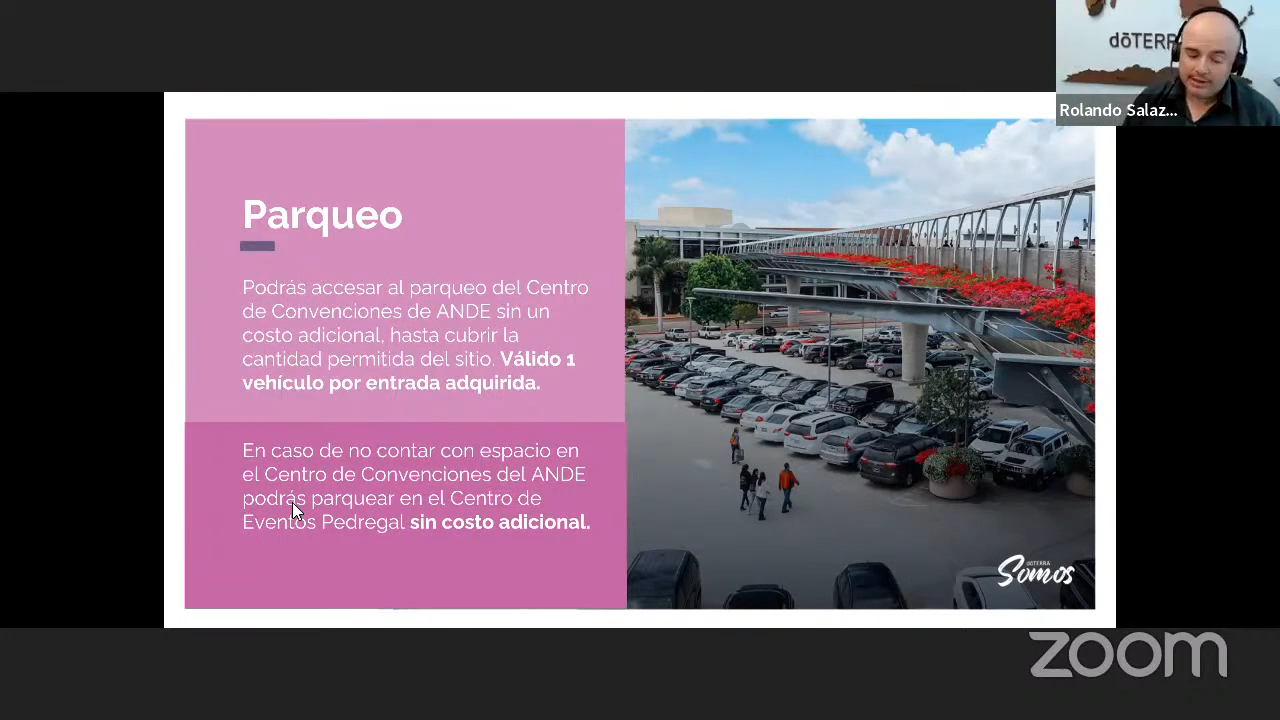 dōTERR
Rolando Salaz...
Parqueo
Podrás accesar al parqueo del Centro
de Convenciones de ANDE sin un
costo adicional, hasta cubrir la
cantidad permitida del sitio. Válido 1
vehículo por entrada adquirida.
En caso de no contar con espacio en
el Centro de Convenciones del ANDE
podrás parquear en el Centro de
Eventos Pedregal sin costo adicional.
dōTERRA
Somos
zoom